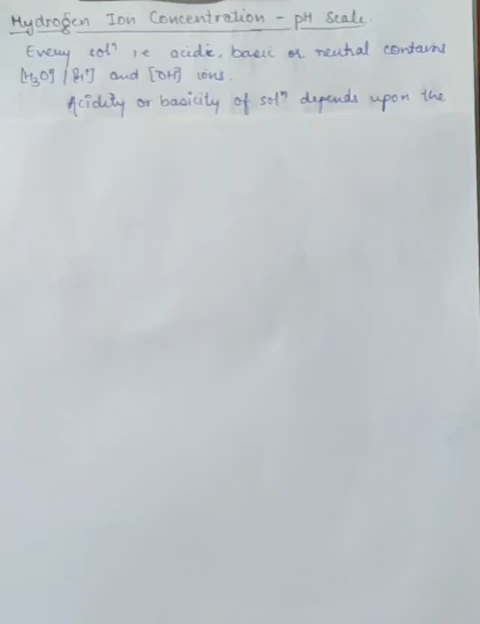 Hydrogen Ion Concentration - pH Scale.
Every solⁿ i.e acidic, basic or neutral contains
[H₃O⁺] / [H⁺] and [OH⁻] ions.
Acidity or basicity of solⁿ depends upon the